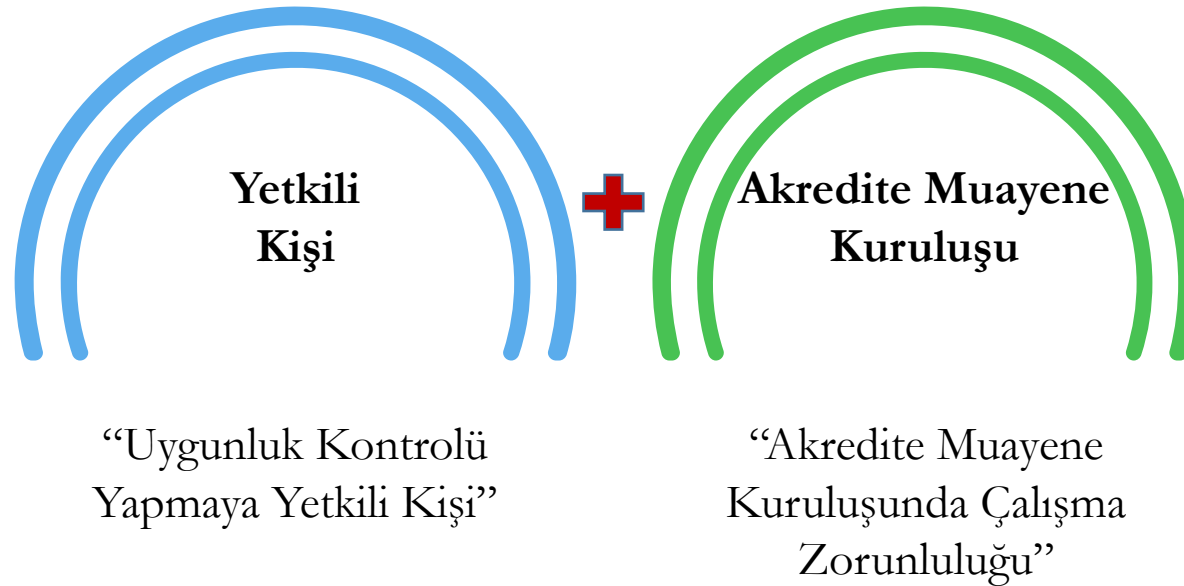 Yetkili
Kişi
Akredite Muayene
Kuruluşu
“Uygunluk Kontrolü
Yapmaya Yetkili Kişi”
“Akredite Muayene
Kuruluşunda Çalışma
Zorunluluğu”